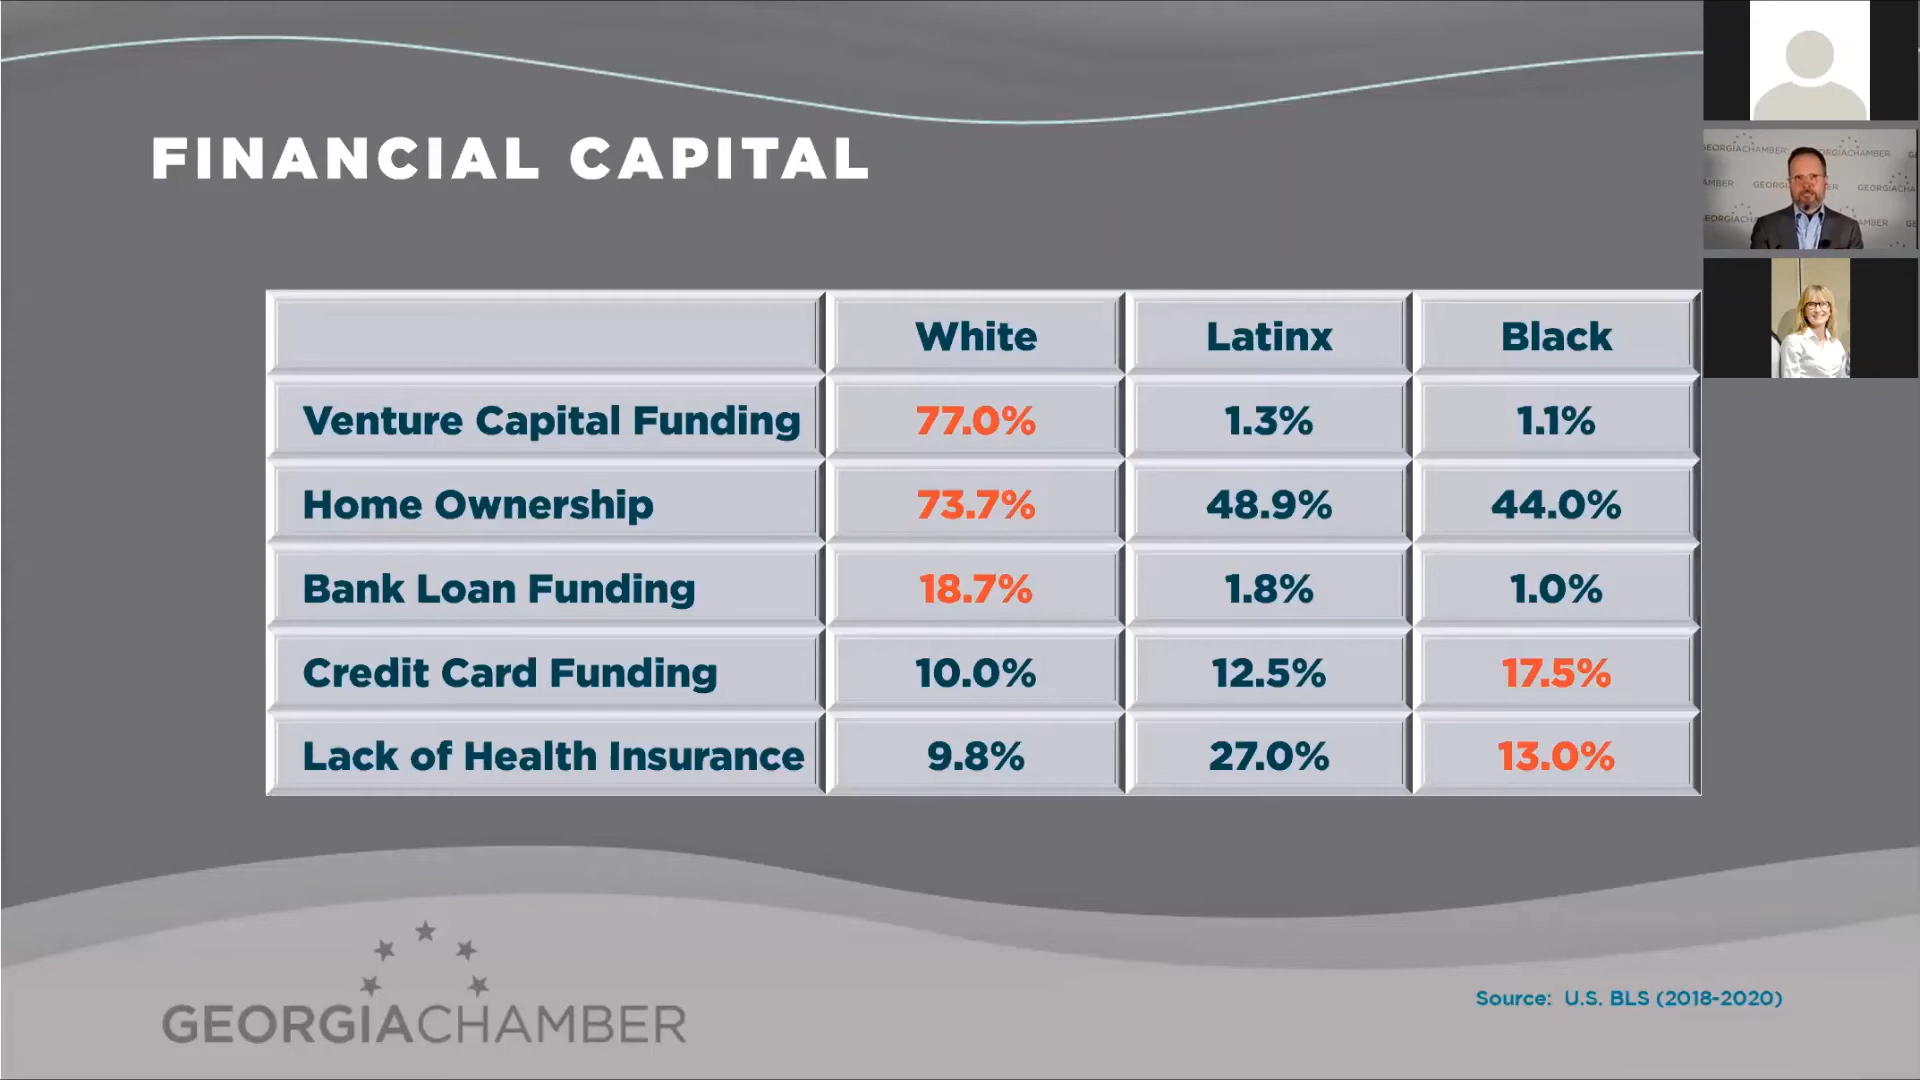 FINANCIAL CAPITAL
White Latinx Black
Venture Capital Funding 77.0% 1.3% 1.1%
Home Ownership 73.7% 48.9% 44.0%
Bank Loan Funding 18.7% 1.8% 1.0%
Credit Card Funding 10.0% 12.5% 17.5%
Lack of Health Insurance 9.8% 27.0% 13.0%
GEORGIACHAMBER
Source: U.S. BLS (2018-2020)